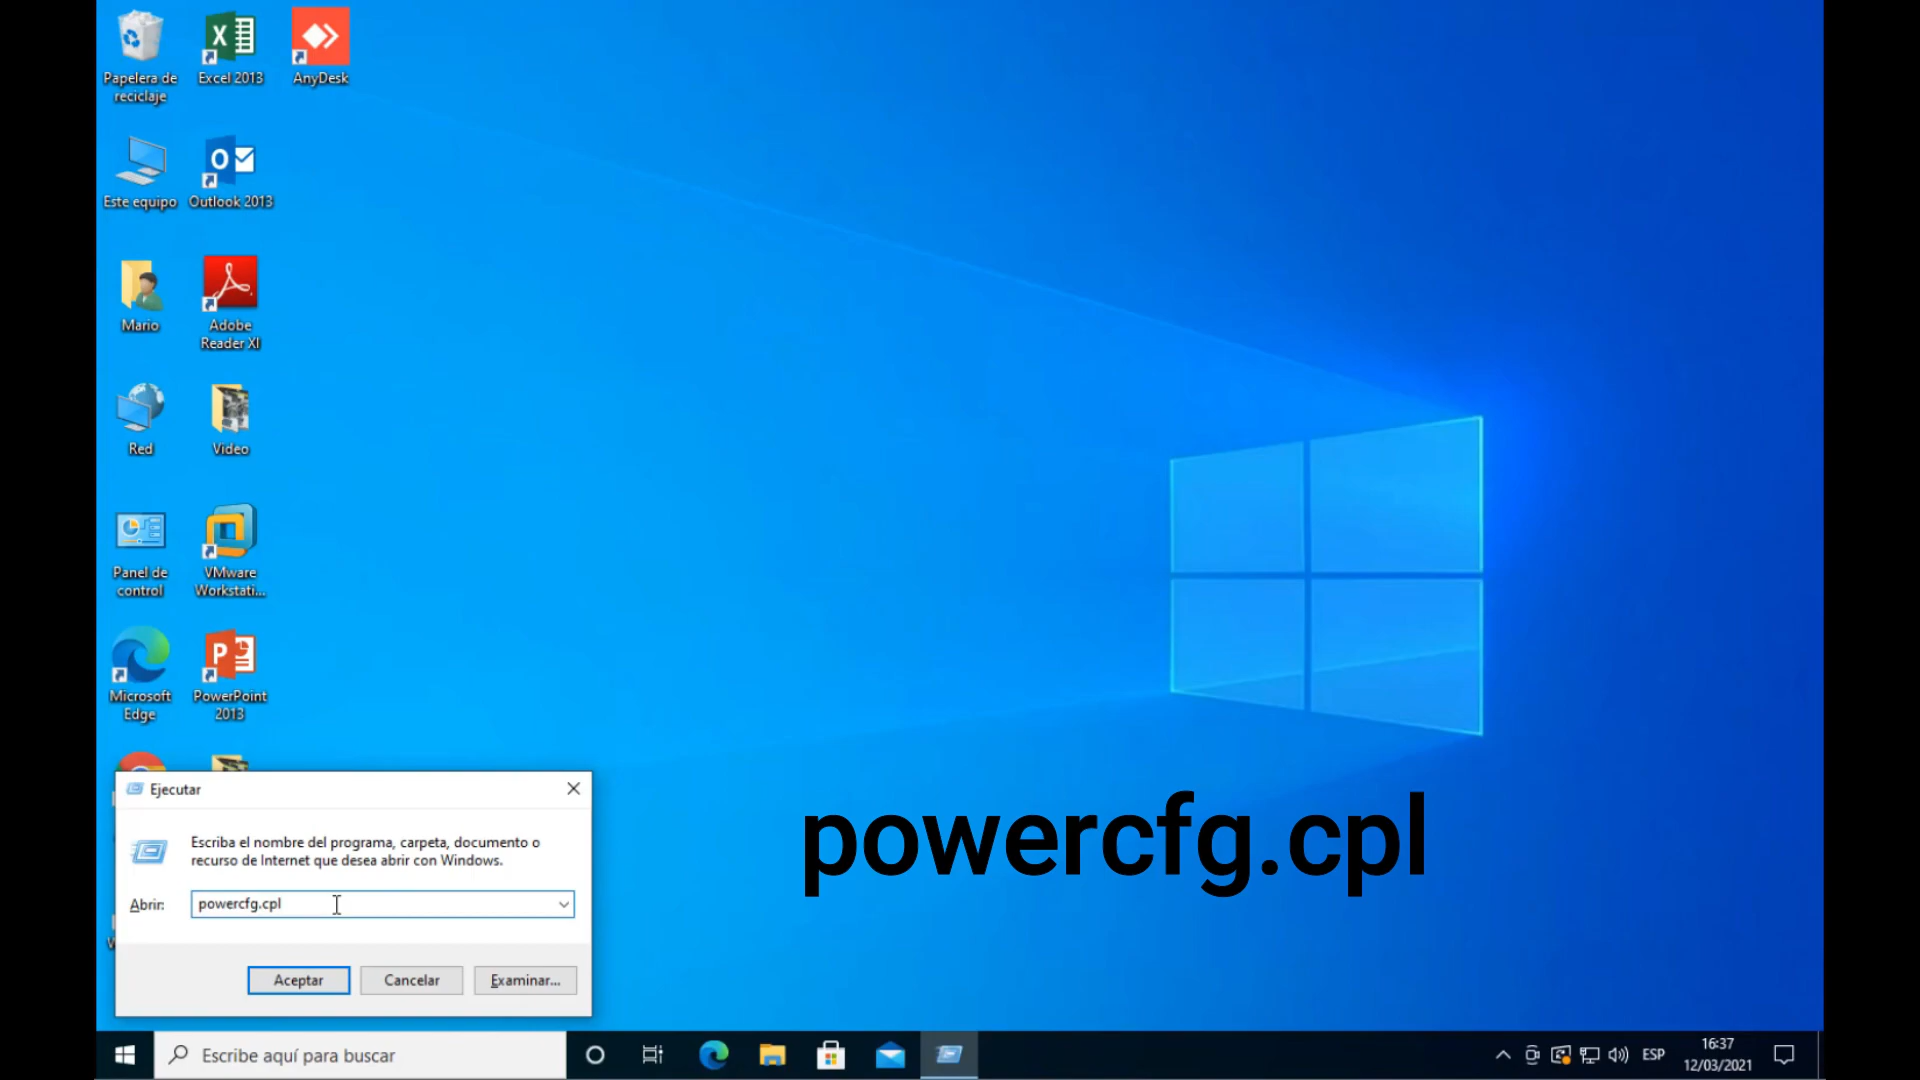 Papelera de
reciclaje
Excel 2013
AnyDesk
Este equipo
Outlook 2013
Mario
Adobe
Reader XI
Red
Video
Panel de
control
VMware
Workstati...
Microsoft
Edge
PowerPoint
2013
Ejecutar
Escriba el nombre del programa, carpeta, documento o
recurso de Internet que desea abrir con Windows.
Abrir:
powercfg.cpl
Aceptar
Cancelar
Examinar...
powercfg.cpl
Escribe aquí para buscar
ESP
16:37
12/03/2021